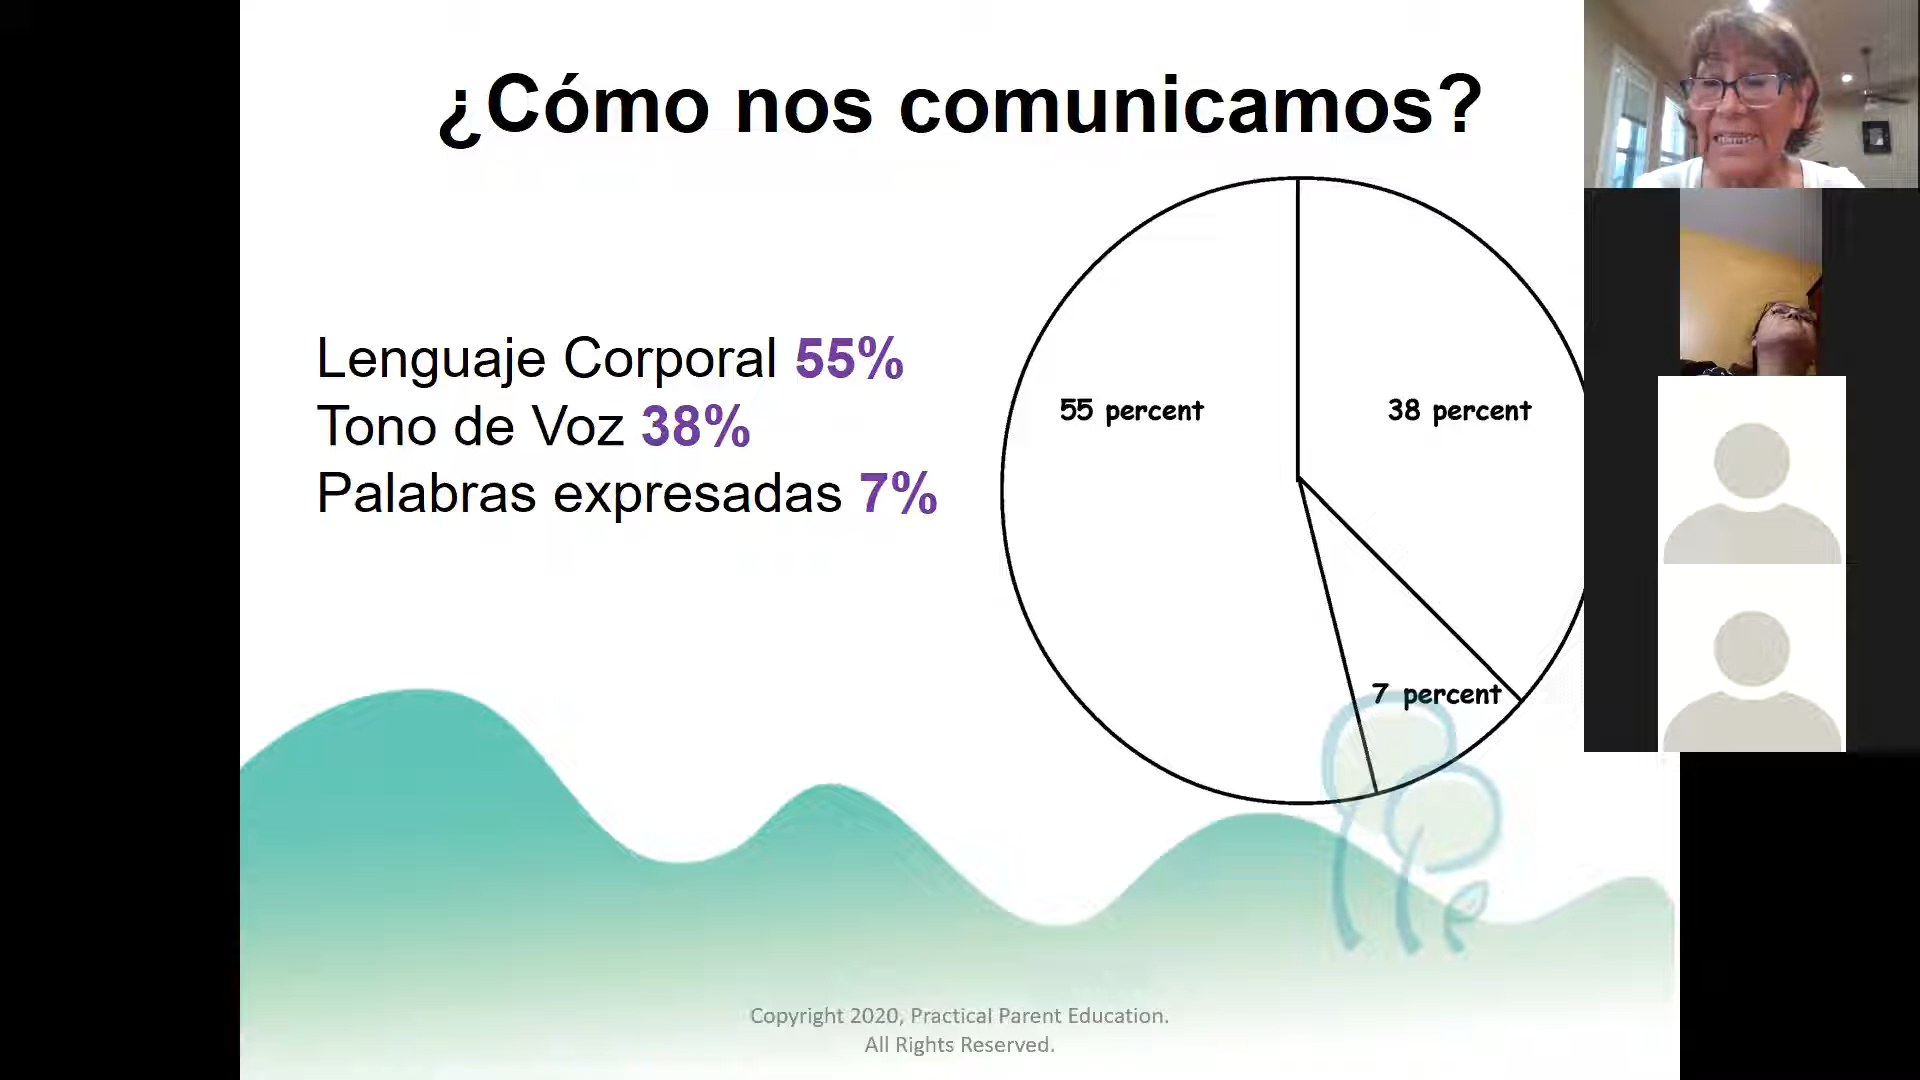 ¿Cómo nos comunicamos?
Lenguaje Corporal 55%
Tono de Voz 38%
Palabras expresadas 7%
55 percent
38 percent
7 percent
PPe
Copyright 2020, Practical Parent Education.
All Rights Reserved.